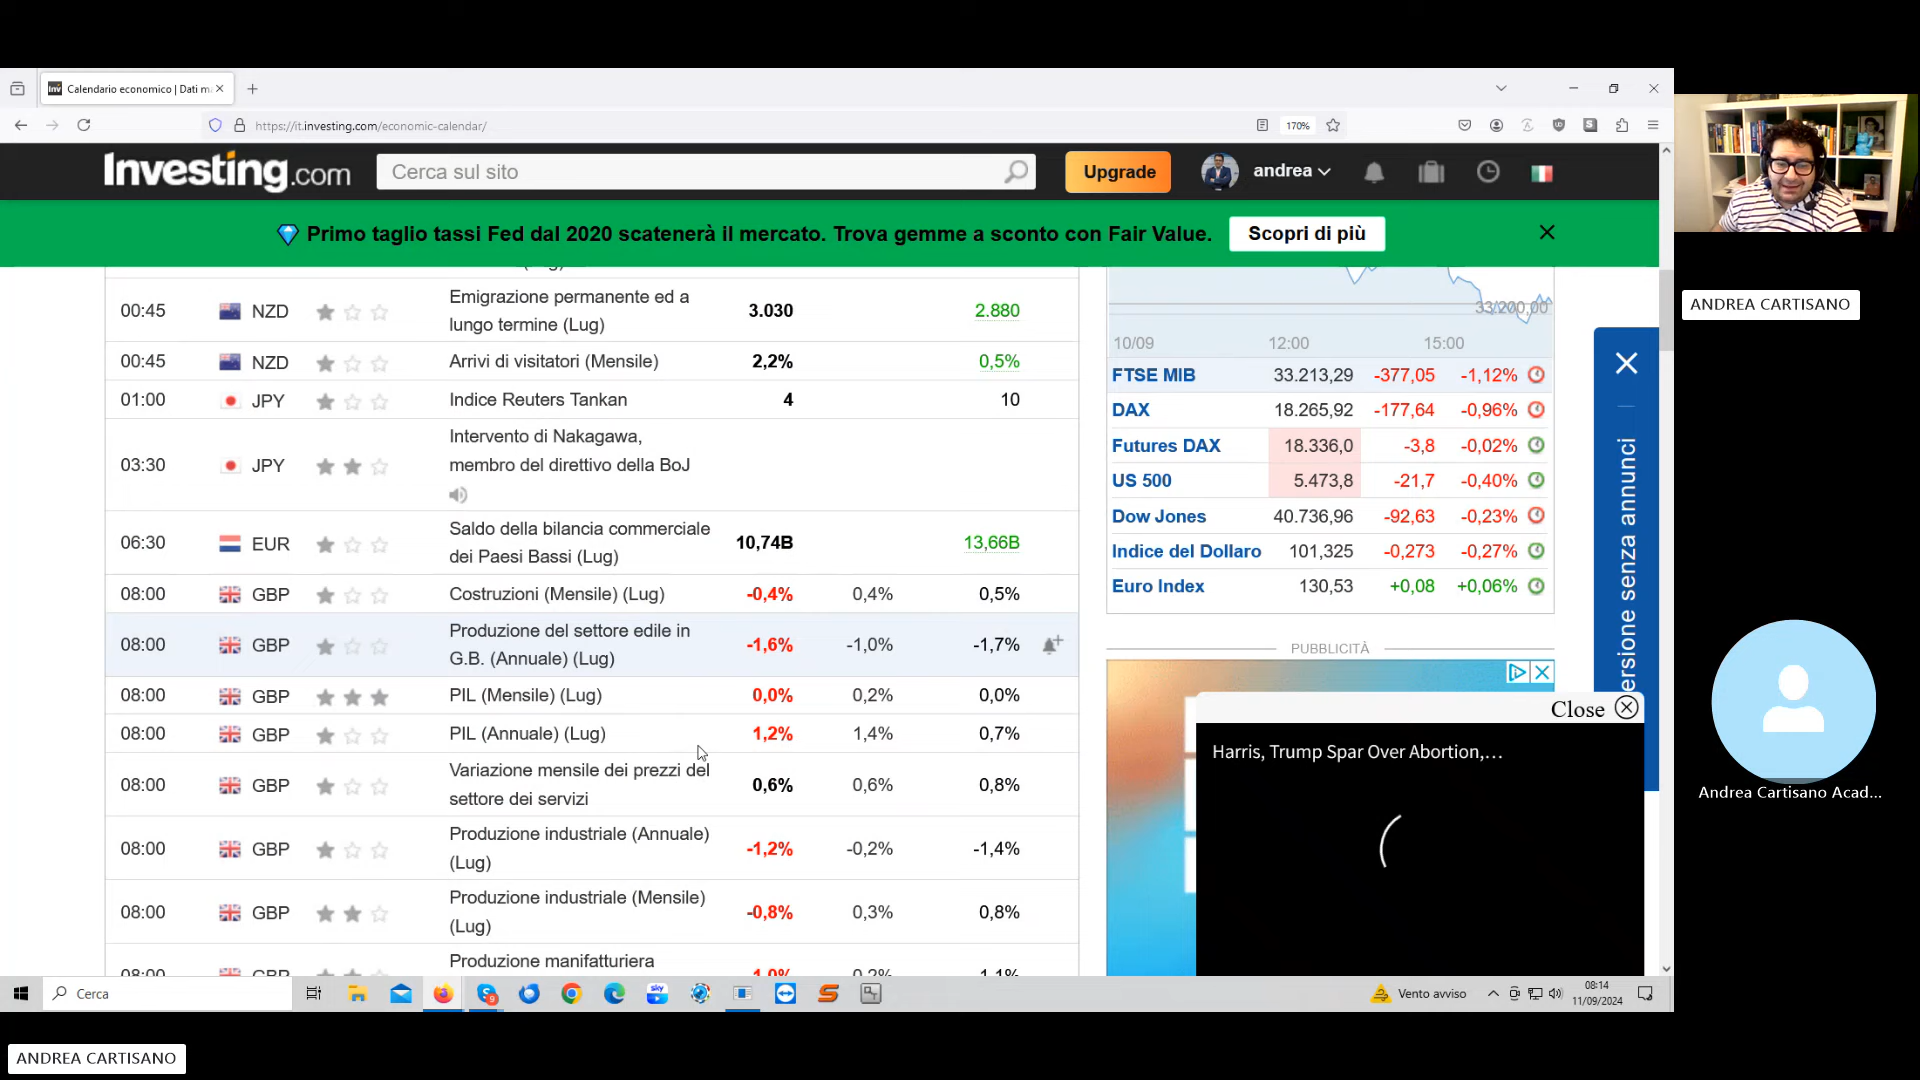 Calendario economico | Dati m
https://it.investing.com/economic-calendar/
170%
Investing.com
Cerca sul sito
Upgrade
andrea
Primo taglio tassi Fed dal 2020 scatenerà il mercato. Trova gemme a sconto con Fair Value.
Scopri di più
00:45 NZD Emigrazione permanente ed a
lungo termine (Lug) 3.030 2.880
00:45 NZD Arrivi di visitatori (Mensile) 2,2% 0,5%
01:00 JPY Indice Reuters Tankan 4 10
03:30 JPY Intervento di Nakagawa,
membro del direttivo della BoJ
06:30 EUR Saldo della bilancia commerciale
dei Paesi Bassi (Lug) 10,74B 13,66B
08:00 GBP Costruzioni (Mensile) (Lug) -0,4% 0,4% 0,5%
08:00 GBP Produzione del settore edile in
G.B. (Annuale) (Lug) -1,6% -1,0% -1,7%
08:00 GBP PIL (Mensile) (Lug) 0,0% 0,2% 0,0%
08:00 GBP PIL (Annuale) (Lug) 1,2% 1,4% 0,7%
08:00 GBP Variazione mensile dei prezzi del
settore dei servizi 0,6% 0,6% 0,8%
08:00 GBP Produzione industriale (Annuale)
(Lug) -1,2% -0,2% -1,4%
08:00 GBP Produzione industriale (Mensile)
(Lug) -0,8% 0,3% 0,8%
Produzione manifatturiera
33/200,00
10/09 12:00 15:00
FTSE MIB 33.213,29 -377,05 -1,12%
DAX 18.265,92 -177,64 -0,96%
Futures DAX 18.336,0 -3,8 -0,02%
US 500 5.473,8 -21,7 -0,40%
Dow Jones 40.736,96 -92,63 -0,23%
Indice del Dollaro 101,325 -0,273 -0,27%
Euro Index 130,53 +0,08 +0,06%
PUBBLICITÀ
Close
Harris, Trump Spar Over Abortion,...
ersione senza annunci
Cerca
Vento avviso
08:14
11/09/2024
ANDREA CARTISANO
Andrea Cartisano Acad...
ANDREA CARTISANO